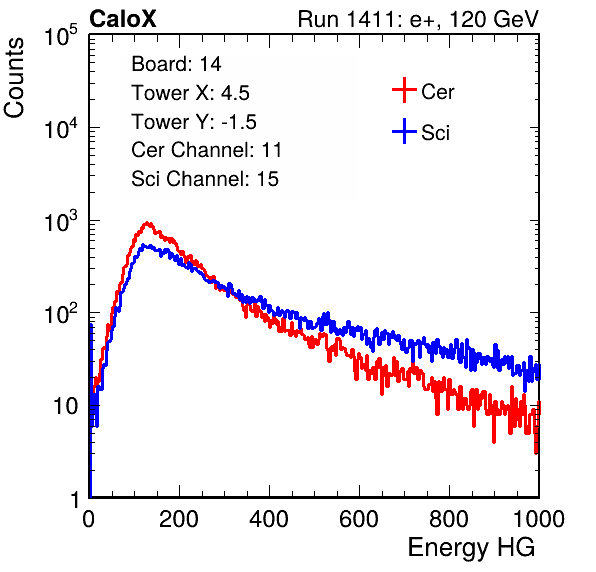 CaloX Run 1411: e+, 120 GeV
Counts
Board: 14
Tower X: 4.5
Tower Y: -1.5
Cer Channel: 11
Sci Channel: 15
Cer
Sci
10^5
10^4
10^3
10^2
10
1
0 200 400 600 800 1000
Energy HG